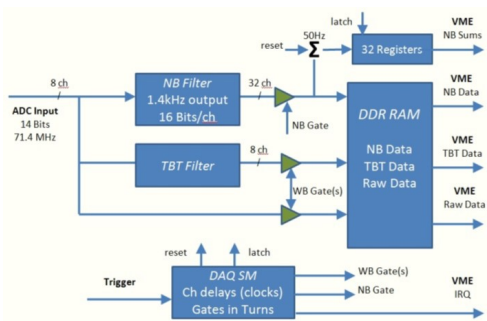 latch
VME
NB Sums
50Hz
reset
Σ
32 Registers
8 ch
NB Filter
1.4kHz output
16 Bits/ch
32 ch
VME
NB Data
ADC Input
14 Bits
71.4 MHz
NB Gate
DDR RAM
NB Data
TBT Data
Raw Data
TBT Filter
8 ch
VME
TBT Data
WB Gate(s)
VME
Raw Data
reset
latch
Trigger
DAQ SM
Ch delays (clocks)
Gates in Turns
WB Gate(s)
NB Gate
VME
IRQ